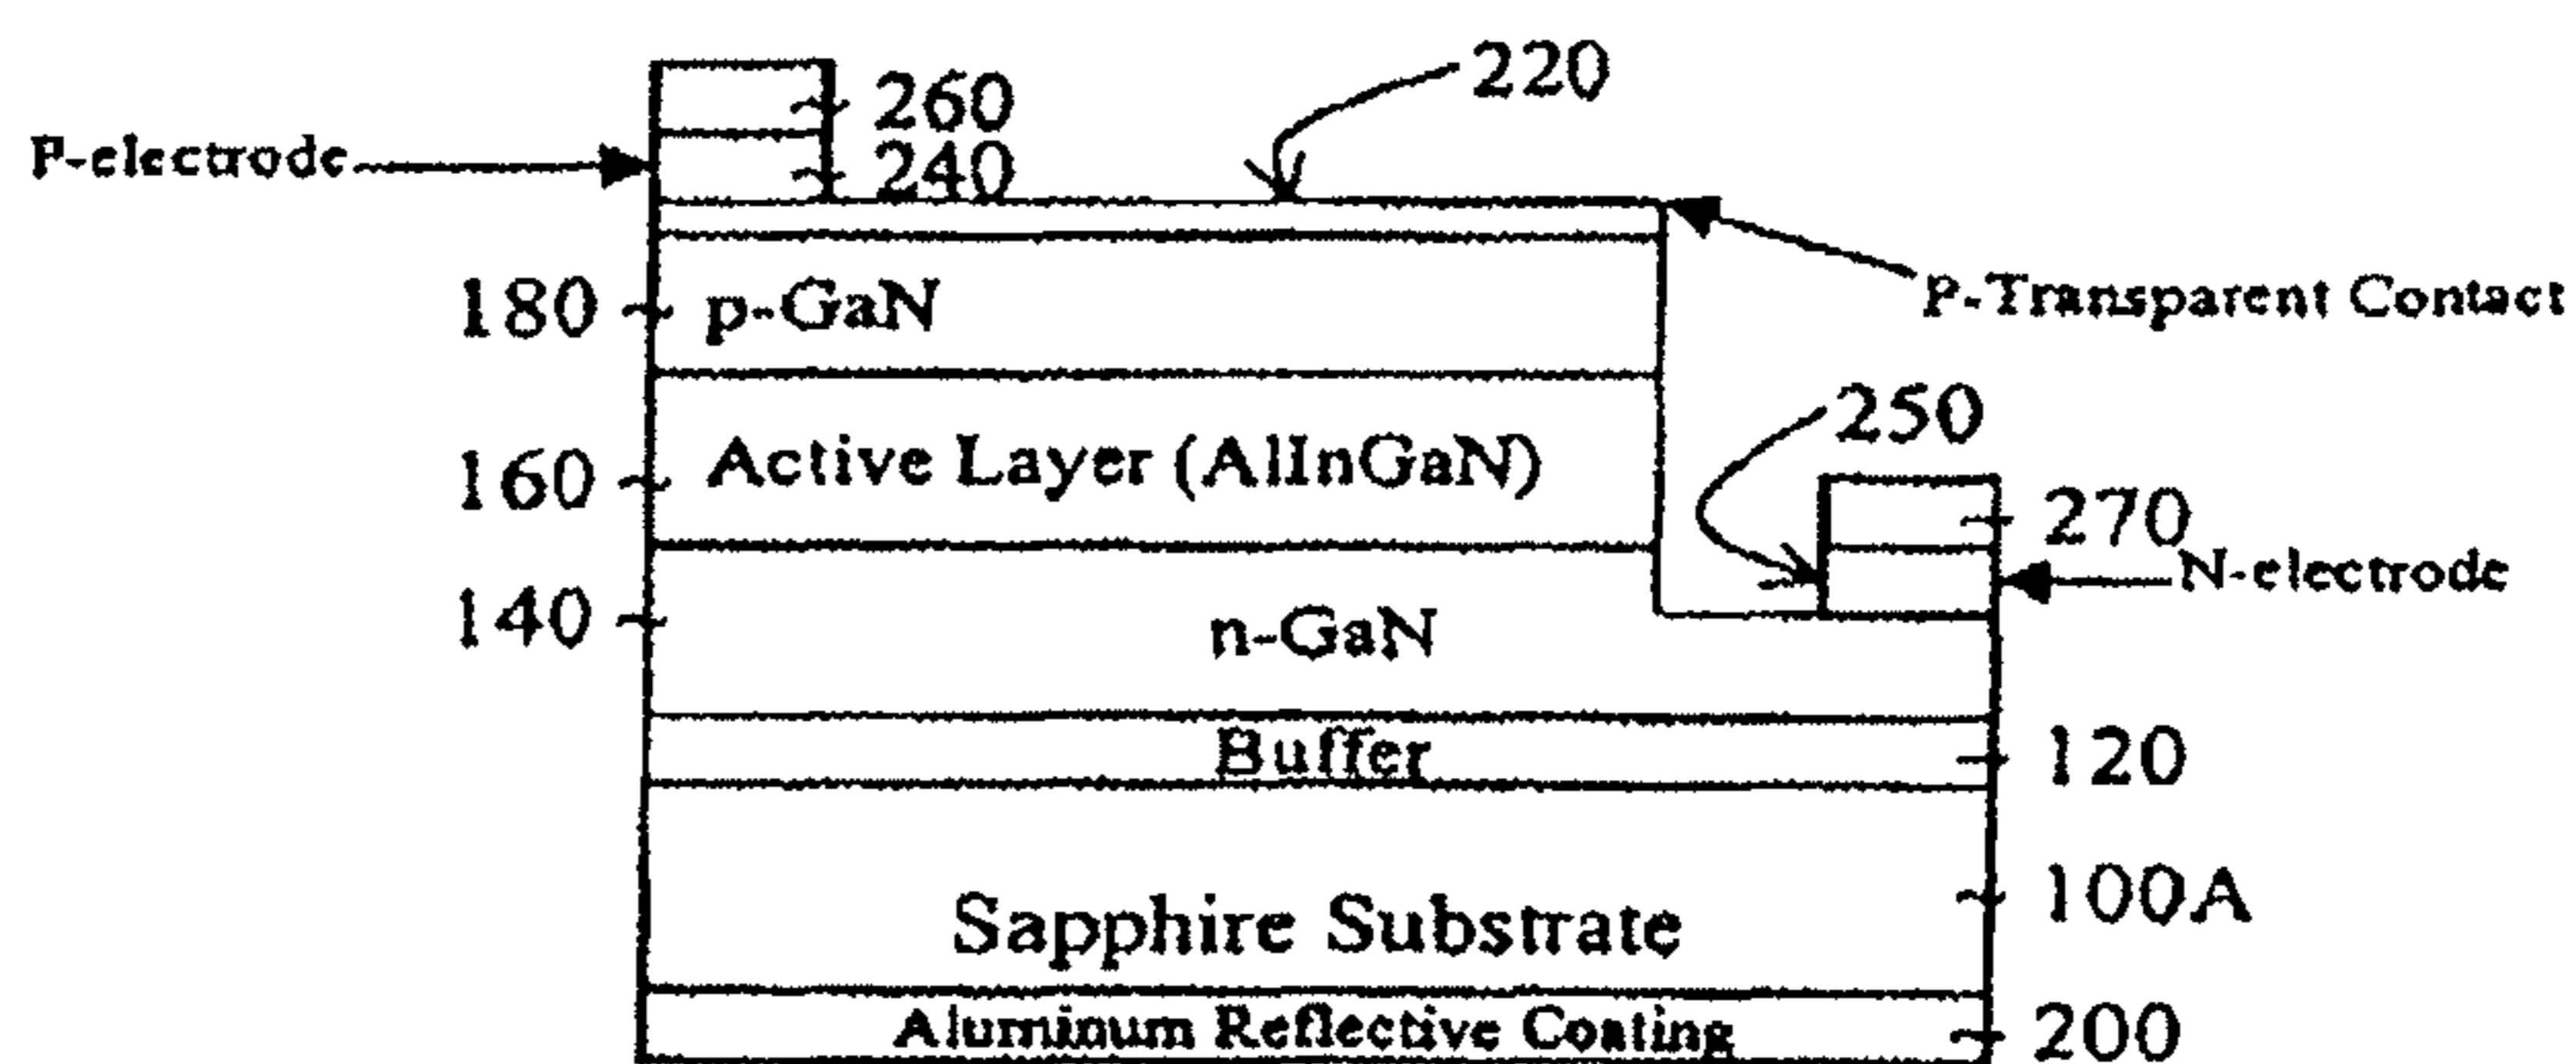 220
260
P-electrode
240
180
p-GaN
P-Transparent Contact
250
160
Active Layer (AlInGaN)
270
N-electrode
140
n-GaN
Buffer
120
100A
Sapphire Substrate
Aluminum Reflective Coating
200